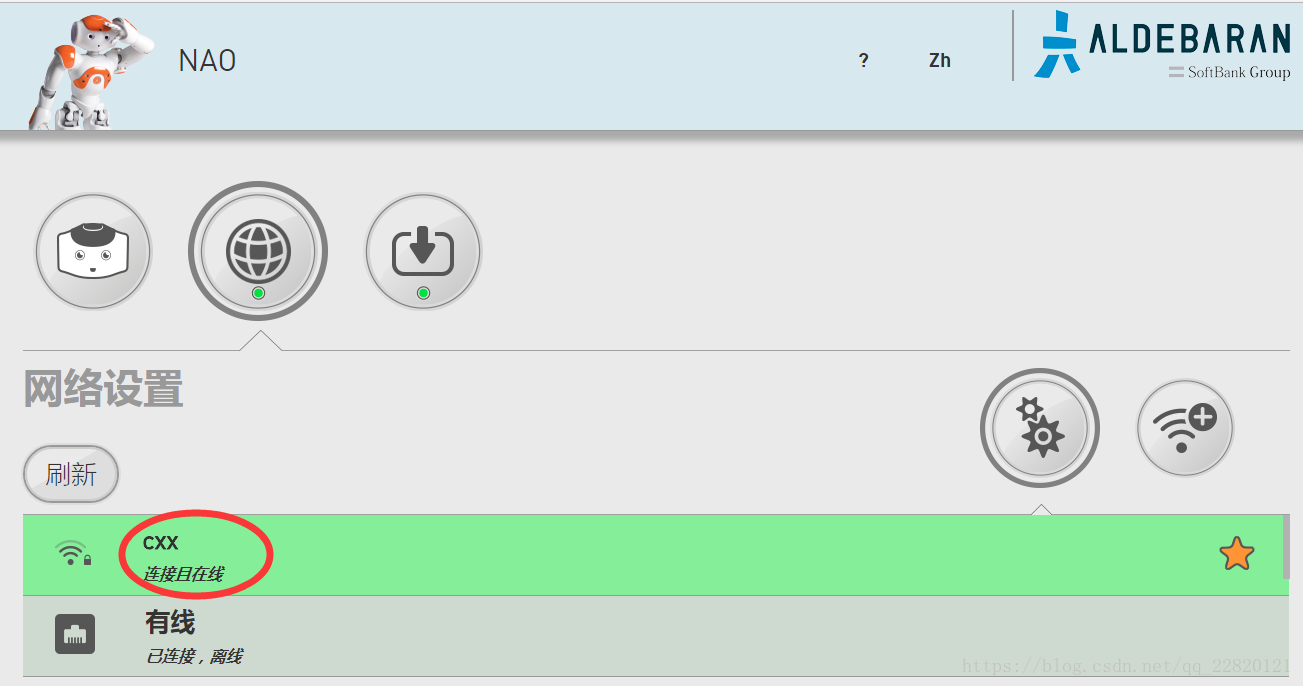 NAO
?
Zh
ALDEBARAN
SoftBank Group
网络设置
刷新
CXX
连接且在线
有线
已连接，离线
https://blog.csdn.net/qq_22820121